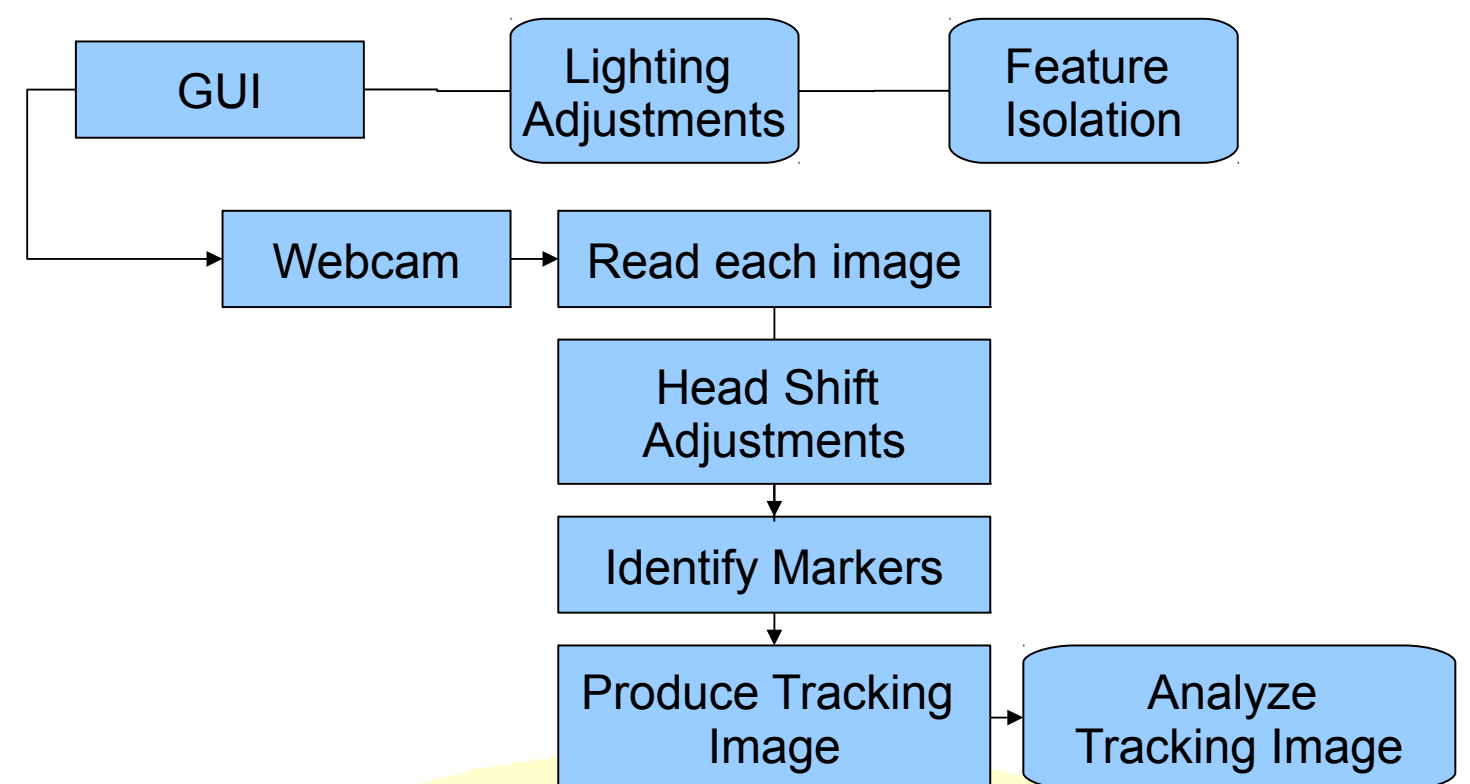 GUI
Lighting
Adjustments
Feature
Isolation
Webcam
Read each image
Head Shift
Adjustments
Identify Markers
Produce Tracking
Image
Analyze
Tracking Image